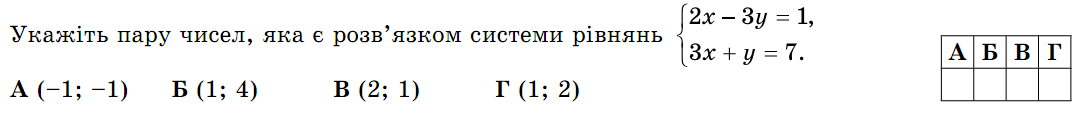 Укажіть пару чисел, яка є розв’язком системи рівнянь {2x – 3y = 1,
3x + y = 7.
А (–1; –1) Б (1; 4) В (2; 1) Г (1; 2)
А Б В Г